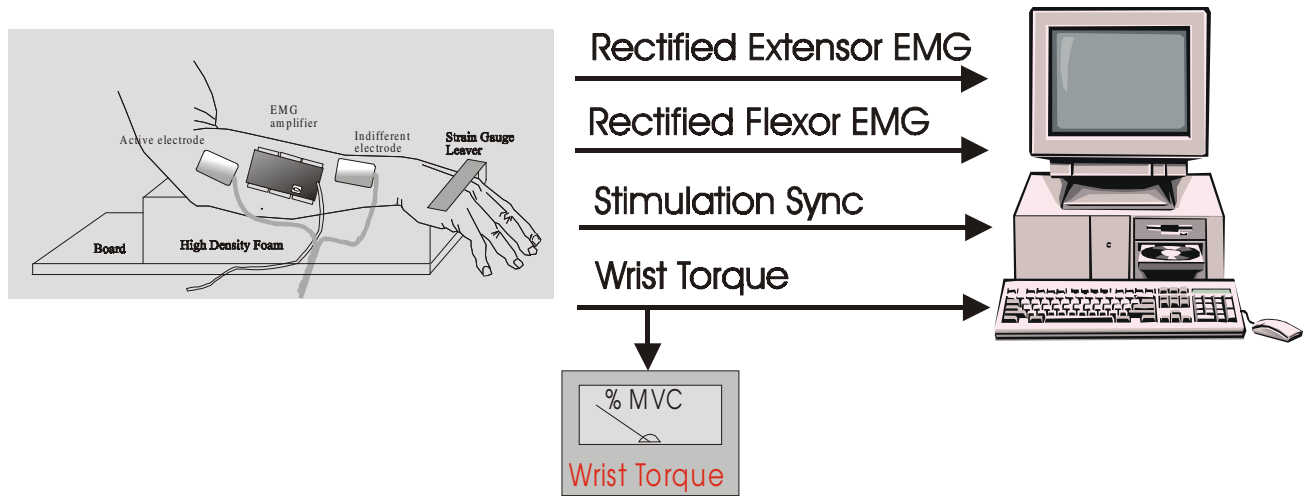 Rectified Extensor EMG
Rectified Flexor EMG
Stimulation Sync
Wrist Torque
EMG
amplifier
Active electrode
Indifferent
electrode
Strain Gauge
Leaver
Board
High Density Foam
% MVC
Wrist Torque